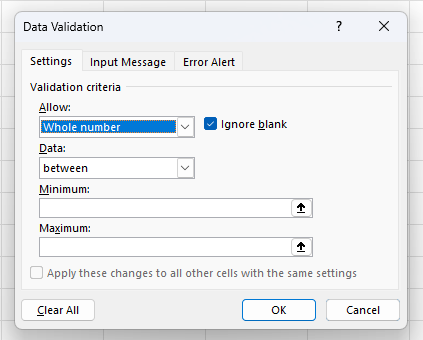 Data Validation ?
Settings Input Message Error Alert
Validation criteria
Allow:
Whole number Ignore blank
Data:
between
Minimum:
Maximum:
Apply these changes to all other cells with the same settings
Clear All OK Cancel